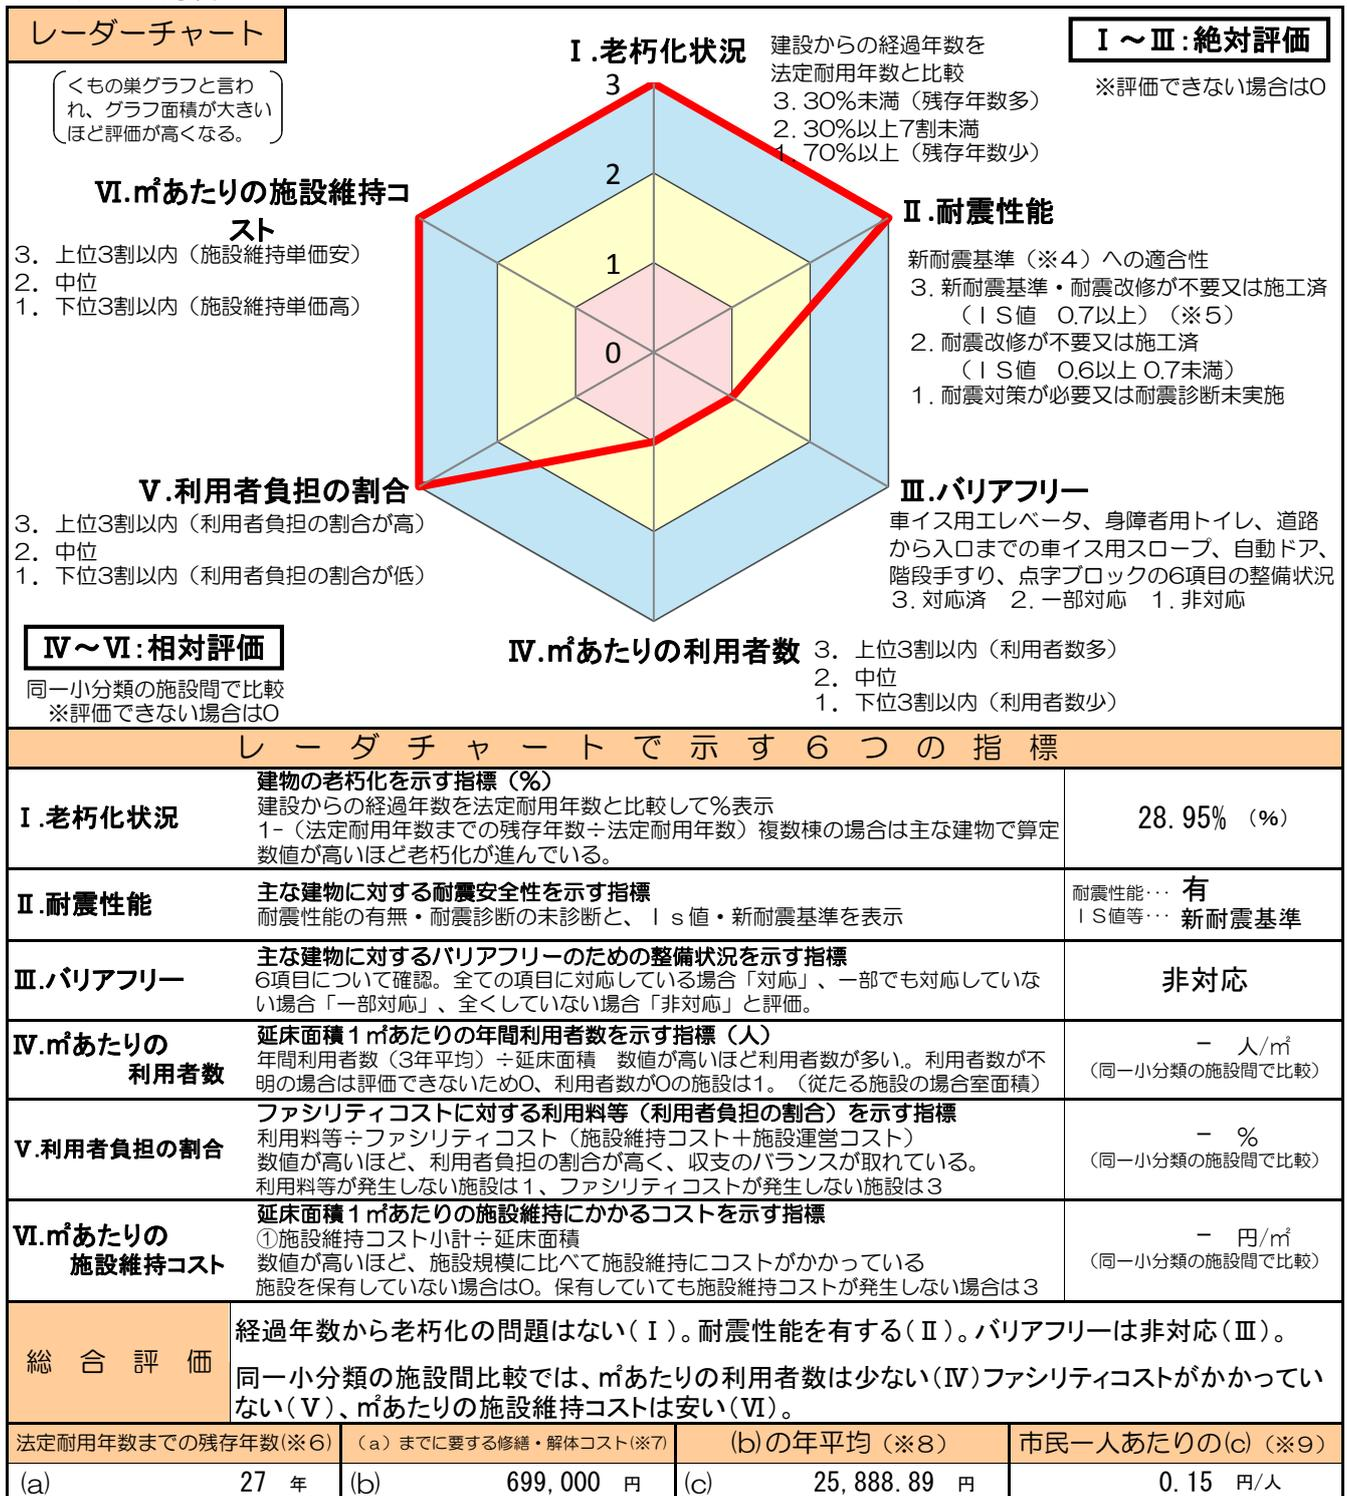 レーダーチャート
くもの巣グラフと言わ
れ、グラフ面積が大きい
ほど評価が高くなる。
Ⅰ～Ⅲ：絶対評価
※評価できない場合は0
Ⅰ.老朽化状況
建設からの経過年数を
法定耐用年数と比較
3．30%未満（残存年数多）
2．30%以上7割未満
1．70%以上（残存年数少）
3
2
1
0
Ⅱ.耐震性能
新耐震基準（※４）への適合性
3．新耐震基準・耐震改修が不要又は施工済
（ＩＳ値　0.7以上）（※５）
2．耐震改修が不要又は施工済
（ＩＳ値　0.6以上 0.7未満）
1．耐震対策が必要又は耐震診断未実施
Ⅵ.㎡あたりの施設維持コ
スト
3．上位3割以内（施設維持単価安）
2．中位
1．下位3割以内（施設維持単価高）
Ⅴ.利用者負担の割合
3．上位3割以内（利用者負担の割合が高）
2．中位
1．下位3割以内（利用者負担の割合が低）
Ⅲ.バリアフリー
車イス用エレベータ、身障者用トイレ、道路
から入口までの車イス用スロープ、自動ドア、
階段手すり、点字ブロックの6項目の整備状況
３．対応済　２．一部対応　１．非対応
Ⅳ～Ⅵ：相対評価
同一小分類の施設間で比較
※評価できない場合は0
Ⅳ.㎡あたりの利用者数
3．上位3割以内（利用者数多）
2．中位
1．下位3割以内（利用者数少）
レーダチャートで示す６つの指標
Ⅰ.老朽化状況
建物の老朽化を示す指標（％）
建設からの経過年数を法定耐用年数と比較して%表示
1-（法定耐用年数までの残存年数÷法定耐用年数）複数棟の場合は主な建物で算定
数値が高いほど老朽化が進んでいる。
28.95% （%）
Ⅱ.耐震性能
主な建物に対する耐震安全性を示す指標
耐震性能の有無・耐震診断の未診断と、Ｉｓ値・新耐震基準を表示
耐震性能… 有
ＩＳ値等… 新耐震基準
Ⅲ.バリアフリー
主な建物に対するバリアフリーのための整備状況を示す指標
6項目について確認。全ての項目に対応している場合「対応」、一部でも対応していな
い場合「一部対応」、全くしていない場合「非対応」と評価。
非対応
Ⅳ.㎡あたりの
利用者数
延床面積１㎡あたりの年間利用者数を示す指標（人）
年間利用者数（3年平均）÷延床面積　数値が高いほど利用者数が多い。利用者数が不
明の場合は評価できないため0、利用者数が0の施設は1。（従たる施設の場合室面積）
－　人/㎡
（同一小分類の施設間で比較）
Ⅴ.利用者負担の割合
ファシリティコストに対する利用料等（利用者負担の割合）を示す指標
利用料等÷ファシリティコスト（施設維持コスト＋施設運営コスト）
数値が高いほど、利用者負担の割合が高く、収支のバランスが取れている。
利用料等が発生しない施設は１、ファシリティコストが発生しない施設は３
－　%
（同一小分類の施設間で比較）
Ⅵ.㎡あたりの
施設維持コスト
延床面積１㎡あたりの施設維持にかかるコストを示す指標
①施設維持コスト小計÷延床面積
数値が高いほど、施設規模に比べて施設維持にコストがかかっている
施設を保有していない場合は0。保有していても施設維持コストが発生しない場合は３
－　円/㎡
（同一小分類の施設間で比較）
総　合　評　価
経過年数から老朽化の問題はない（Ⅰ）。耐震性能を有する（Ⅱ）。バリアフリーは非対応（Ⅲ）。
同一小分類の施設間比較では、㎡あたりの利用者数は少ない（Ⅳ）ファシリティコストがかかってい
ない（Ⅴ）、㎡あたりの施設維持コストは安い（Ⅵ）。
法定耐用年数までの残存年数(※６)
（a）までに要する修繕・解体コスト(※7)
(b)の年平均（※８）
市民一人あたりの(c)（※９）
(a) 27 年
(b) 699,000 円
(c) 25,888.89 円
0.15 円/人